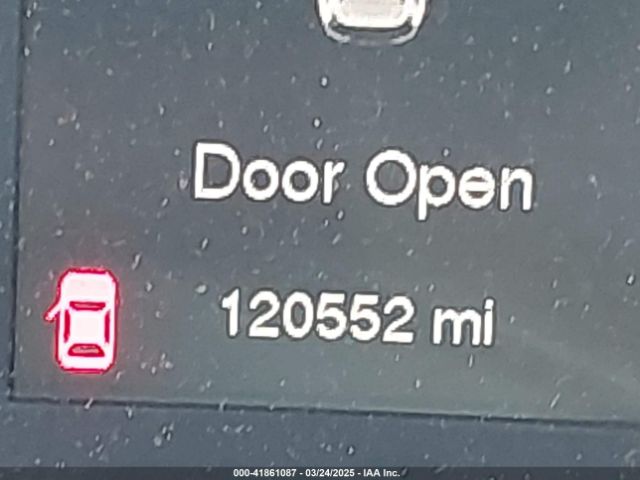 Door Open
120552 mi
000-41861087 - 03/24/2025 - IAA Inc.